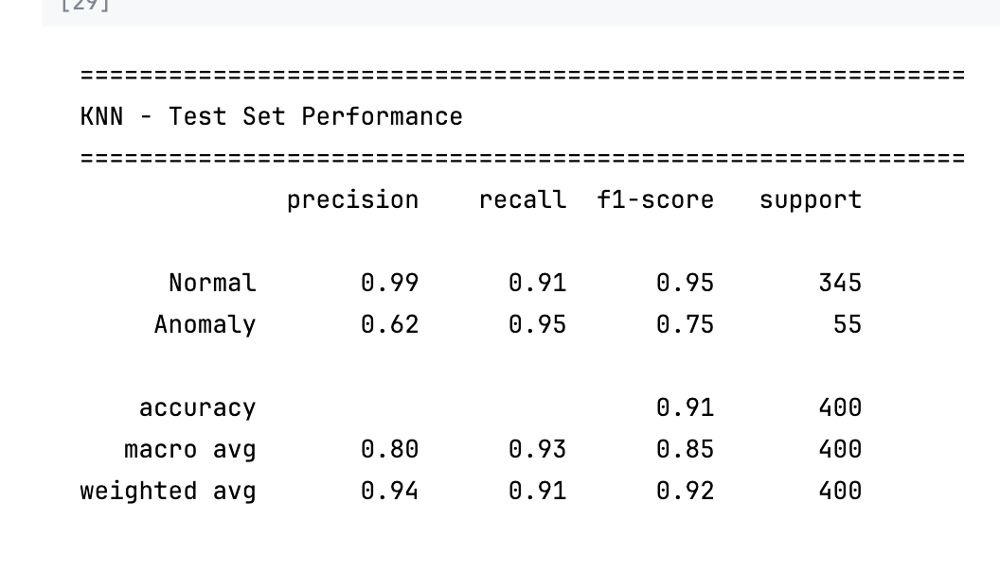 [29]
============================================================
KNN - Test Set Performance
============================================================
              precision    recall  f1-score   support

      Normal       0.99      0.91      0.95       345
     Anomaly       0.62      0.95      0.75        55

    accuracy                           0.91       400
   macro avg       0.80      0.93      0.85       400
weighted avg       0.94      0.91      0.92       400